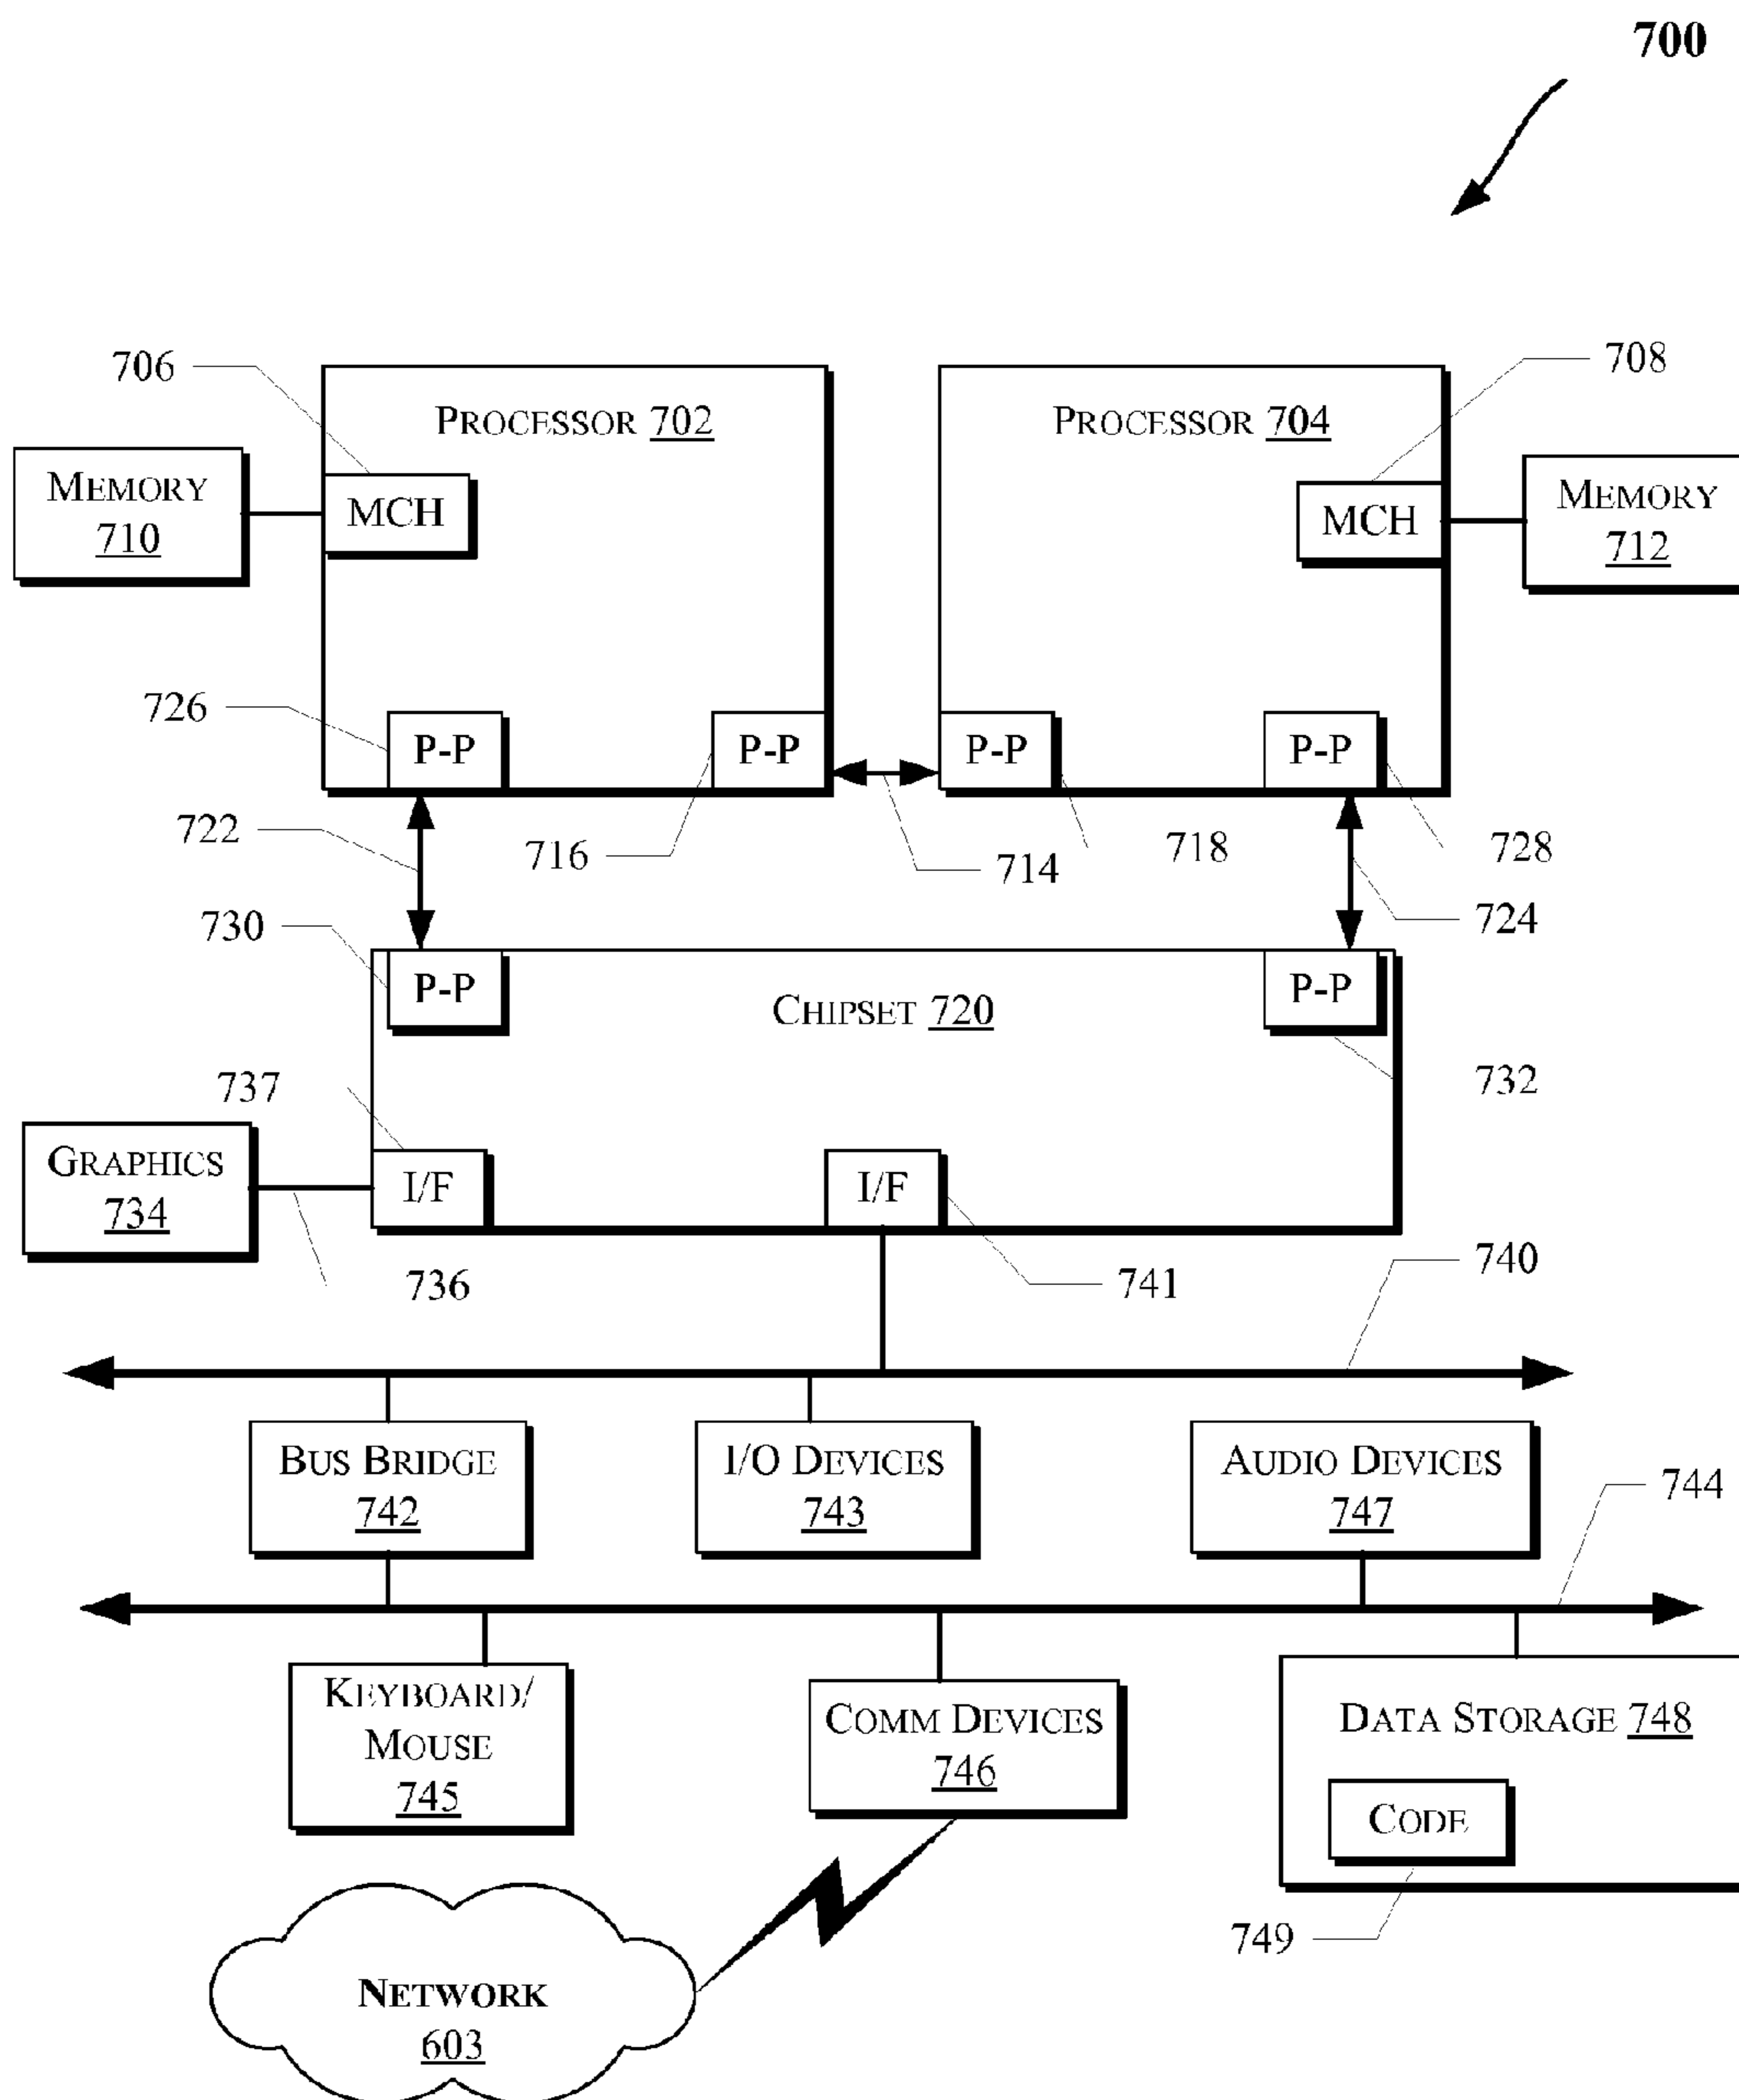 700
706
708
PROCESSOR 702
PROCESSOR 704
MEMORY
710
MCH
MCH
MEMORY
712
726
P-P
P-P
P-P
P-P
722
716
714
718
728
724
730
P-P
CHIPSET 720
P-P
732
737
GRAPHICS
734
I/F
I/F
736
741
740
BUS BRIDGE
742
I/O DEVICES
743
AUDIO DEVICES
747
744
KEYBOARD/
MOUSE
745
COMM DEVICES
746
DATA STORAGE 748
CODE
749
NETWORK
603